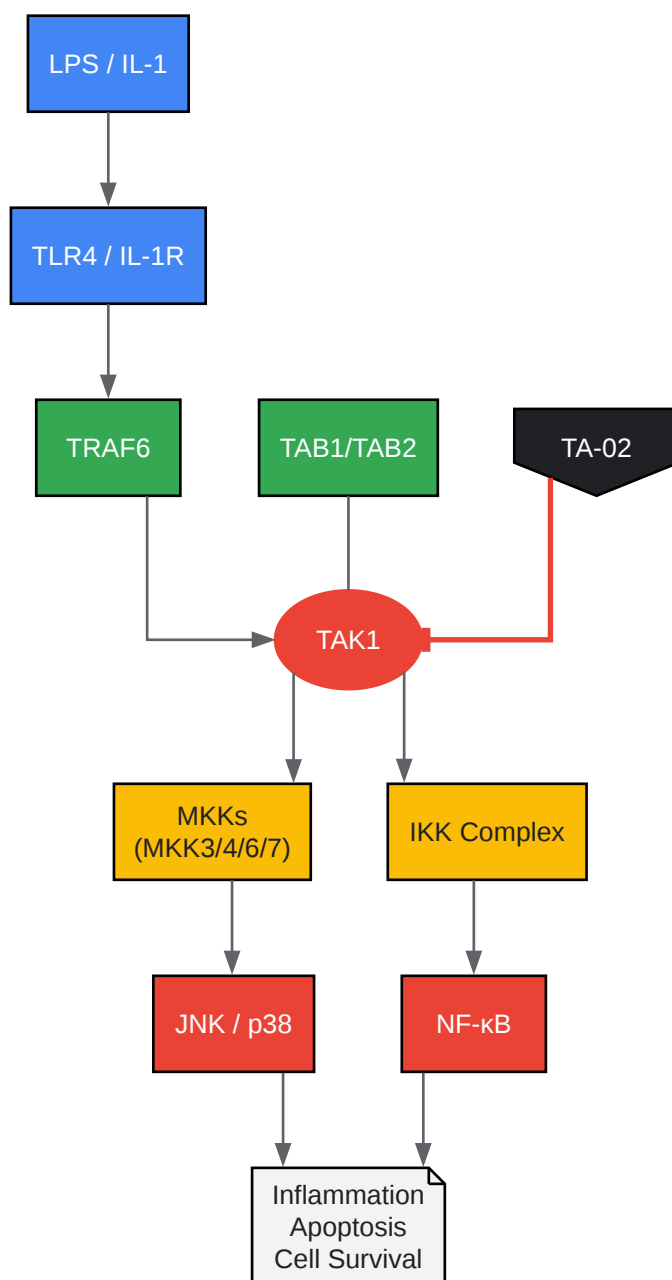 LPS / IL-1
TLR4 / IL-1R
TRAF6
TAB1/TAB2
TA-02
TAK1
MKKs
(MKK3/4/6/7)
IKK Complex
JNK / p38
NF-κB
Inflammation
Apoptosis
Cell Survival